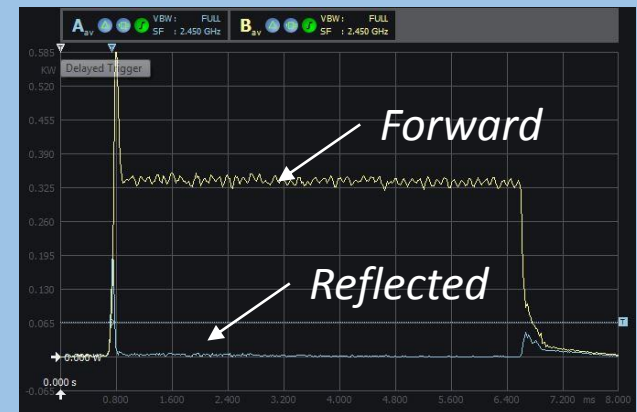 Aav VBW: FULL SF : 2.450 GHz Bav VBW: FULL SF : 2.450 GHz
0.585
KW Delayed Trigger
0.520
0.455
Forward
0.390
0.325
0.260
0.195
Reflected
0.130
0.065 T
0.000 W
0.000 s
-0.065
0.800 1.600 2.400 3.200 4.000 4.800 5.600 6.400 7.200 ms 8.000